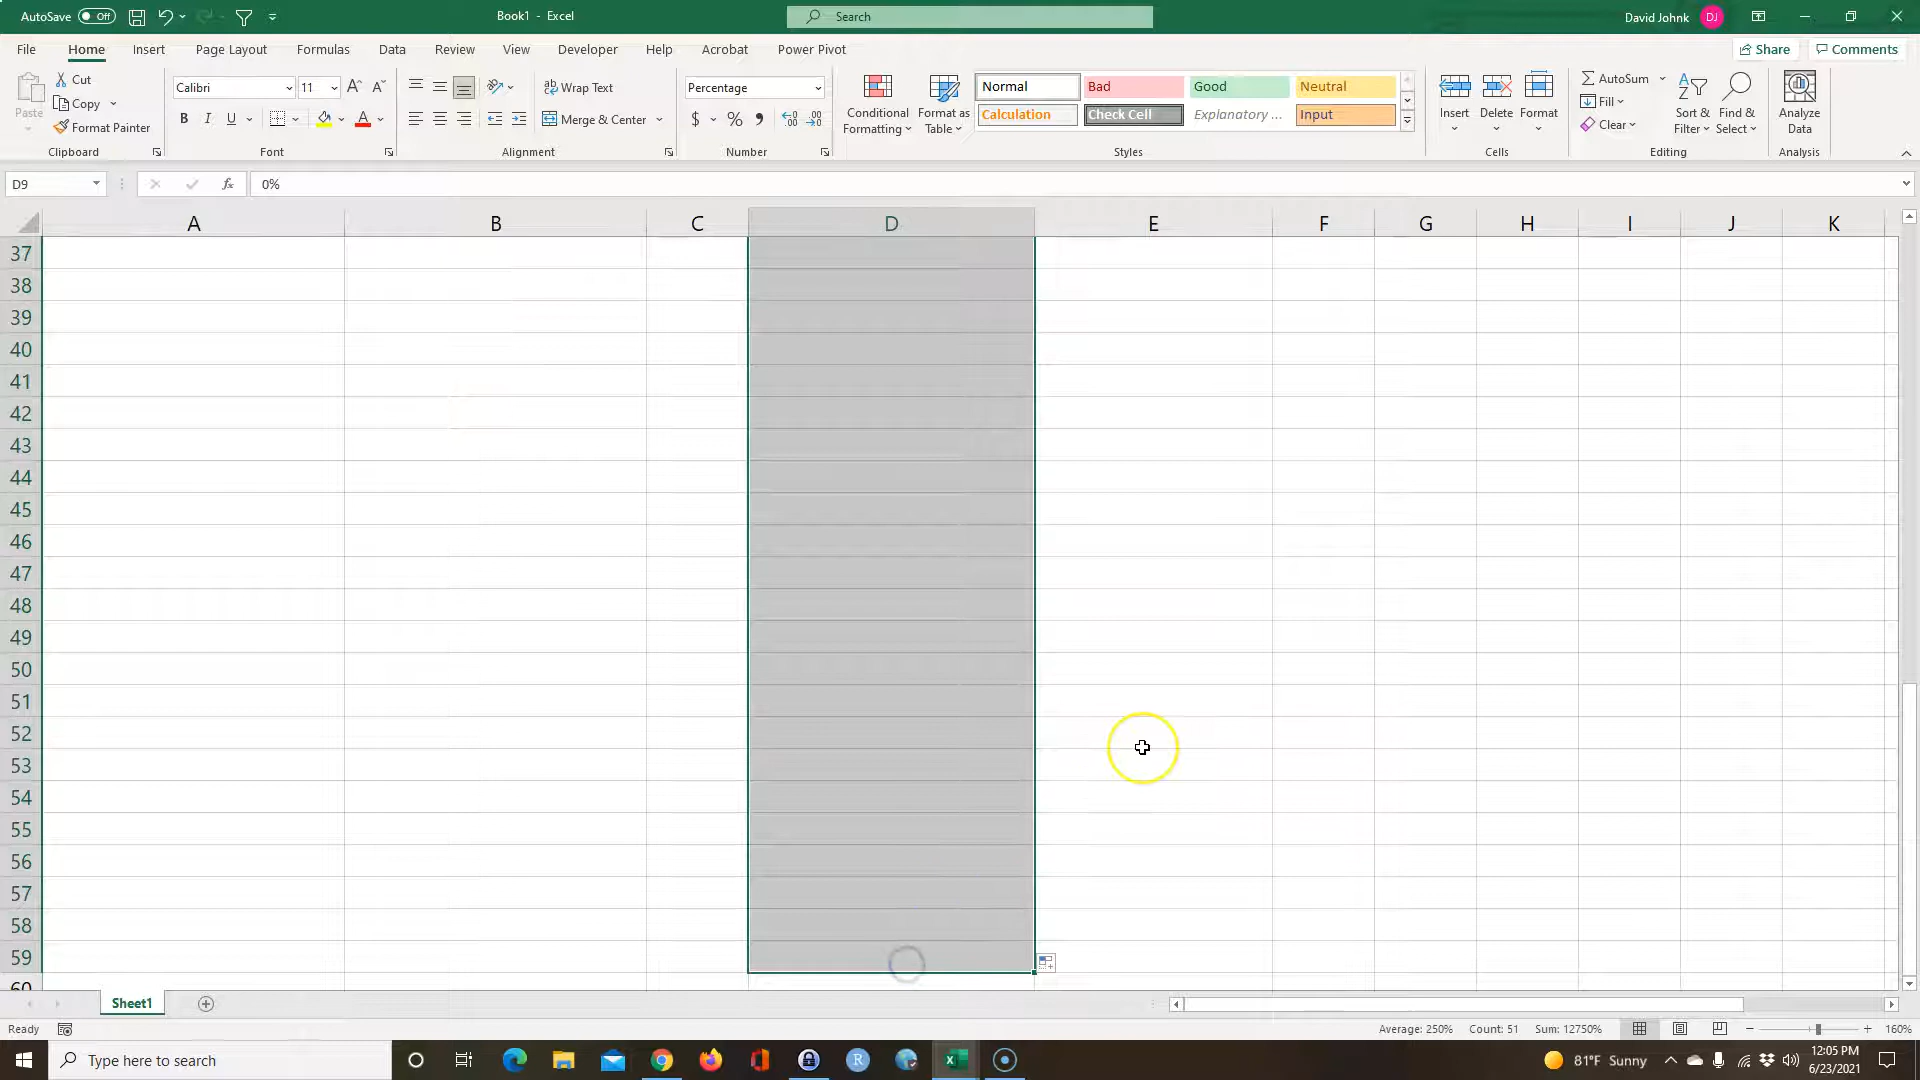 AutoSave Off
Book1 - Excel
Search
David Johnk DJ
File Home Insert Page Layout Formulas Data Review View Developer Help Acrobat Power Pivot
Share Comments
Paste
Cut
Copy
Format Painter
Clipboard
Calibri 11
B I U
Font
ab Wrap Text
Merge & Center
Alignment
Percentage
$ % 9
Number
Conditional Formatting
Format as Table
Normal Bad Good Neutral
Calculation Check Cell Explanatory ... Input
Styles
Insert Delete Format
Cells
AutoSum
Fill
Clear
Sort & Filter
Find & Select
Editing
Analyze Data
Analysis
D9 fx 0%
A B C D E F G H I J K
37
38
39
40
41
42
43
44
45
46
47
48
49
50
51
52
53
54
55
56
57
58
59
60
Sheet1
Ready Average: 250% Count: 51 Sum: 12750% 160%
Type here to search
81°F Sunny
12:05 PM
6/23/2021